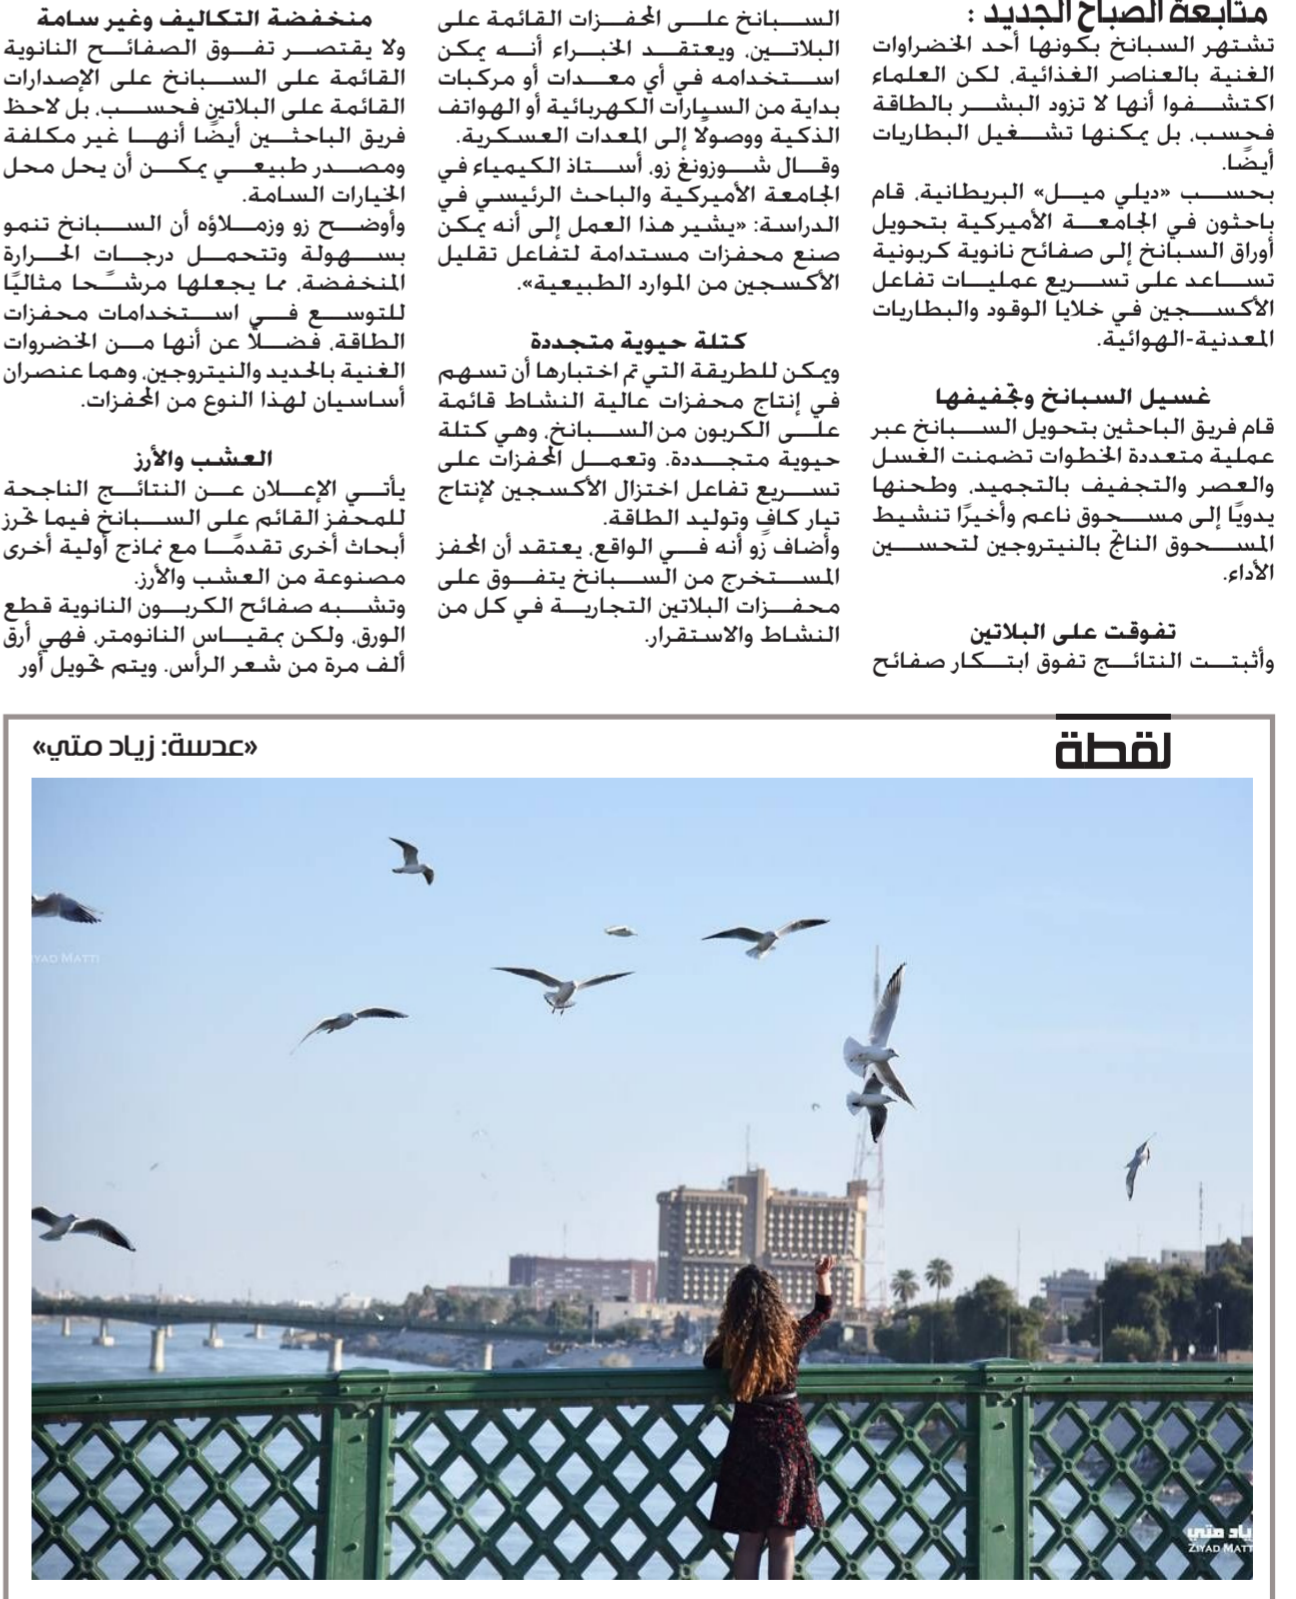 متابعة الصباح الجديد :
تشتهر السبانخ بكونها أحد الخضراوات
الغنية بالعناصر الغذائية، لكن العلماء
اكتشفوا أنها لا تزود البشر بالطاقة
فحسب، بل يمكنها تشغيل البطاريات
أيضًا.
بحسب «ديلي ميل» البريطانية، قام
باحثون في الجامعة الأميركية بتحويل
أوراق السبانخ إلى صفائح نانوية كربونية
تساعد على تسريع عمليات تفاعل
الأكسجين في خلايا الوقود والبطاريات
المعدنية-الهوائية.
غسيل السبانخ وتجفيفها
قام فريق الباحثين بتحويل السبانخ عبر
عملية متعددة الخطوات تضمنت الغسل
والعصر والتجفيف بالتجميد، وطحنها
يدويًا إلى مسحوق ناعم وأخيرًا تنشيط
المسحوق الناتج بالنيتروجين لتحسين
الأداء.
تفوقت على البلاتين
وأثبتت النتائج تفوق ابتكار صفائح
السبانخ على المحفزات القائمة على
البلاتين، ويعتقد الخبراء أنه يمكن
استخدامه في أي معدات أو مركبات
بداية من السيارات الكهربائية أو الهواتف
الذكية ووصولًا إلى المعدات العسكرية.
وقال شوزونغ زو، أستاذ الكيمياء في
الجامعة الأميركية والباحث الرئيسي في
الدراسة: «يشير هذا العمل إلى أنه يمكن
صنع محفزات مستدامة لتفاعل تقليل
الأكسجين من الموارد الطبيعية».
كتلة حيوية متجددة
ويمكن للطريقة التي تم اختبارها أن تسهم
في إنتاج محفزات عالية النشاط قائمة
على الكربون من السبانخ، وهي كتلة
حيوية متجددة. وتعمل المحفزات على
تسريع تفاعل اختزال الأكسجين لإنتاج
تيار كافٍ وتوليد الطاقة.
وأضاف زو أنه في الواقع، يعتقد أن المحفز
المستخرج من السبانخ يتفوق على
محفزات البلاتين التجارية في كل من
النشاط والاستقرار.
منخفضة التكاليف وغير سامة
ولا يقتصر تفوق الصفائح النانوية
القائمة على السبانخ على الإصدارات
القائمة على البلاتين فحسب، بل لاحظ
فريق الباحثين أيضًا أنها غير مكلفة
ومصدر طبيعي يمكن أن يحل محل
الخيارات السامة.
وأوضح زو وزملاؤه أن السبانخ تنمو
بسهولة وتتحمل درجات الحرارة
المنخفضة، مما يجعلها مرشحا مثاليًا
للتوسع في استخدامات محفزات
الطاقة، فضلًا عن أنها من الخضروات
الغنية بالحديد والنيتروجين، وهما عنصران
أساسيان لهذا النوع من المحفزات.
العشب والأرز
يأتي الإعلان عن النتائج الناجحة
للمحفز القائم على السبانخ فيما تحرز
أبحاث أخرى تقدمًا مع نماذج أولية أخرى
مصنوعة من العشب والأرز.
وتشبه صفائح الكربون النانوية قطع
الورق، ولكن بمقياس النانومتر، فهي أرق
ألف مرة من شعر الرأس. ويتم تحويل أور
لقطة
«عدسة: زياد متي»
YAD MATTI
ياد متي
ZIYAD MATT